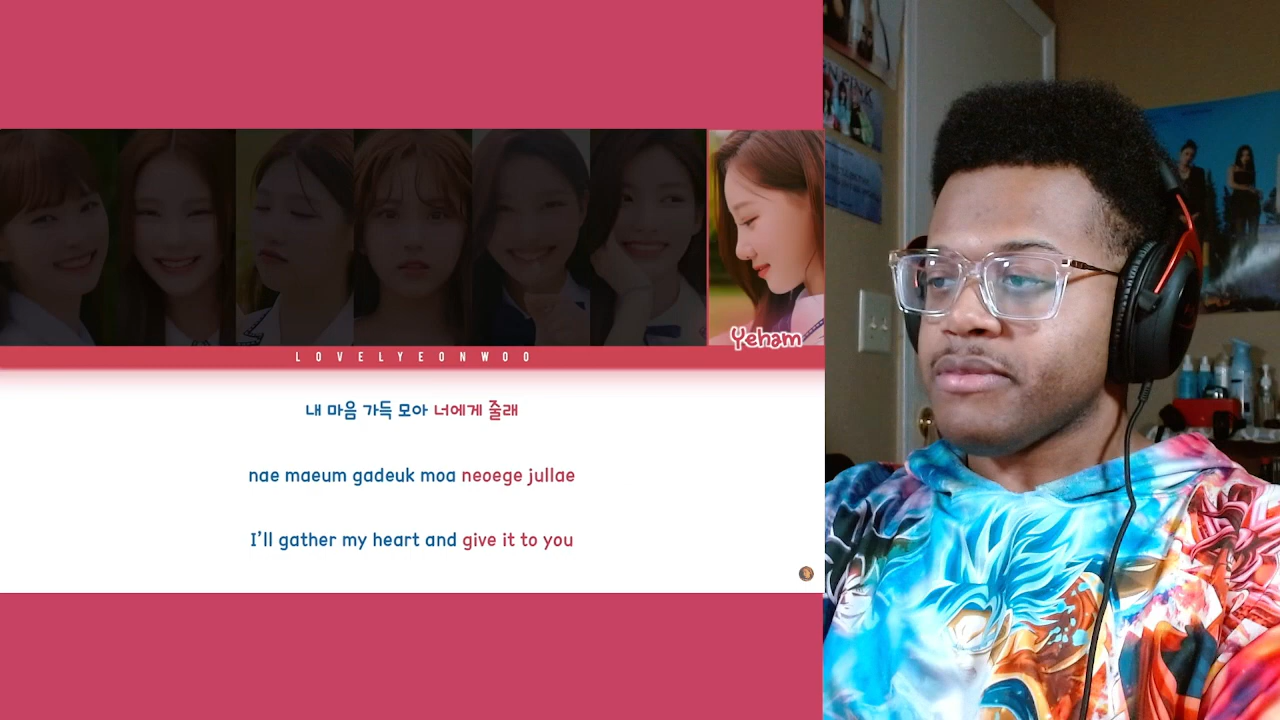 Yeham
LOVELYEONWOO
내 마음 가득 모아 너에게 줄래
nae maeum gadeuk moa neoege jullae
I'll gather my heart and give it to you